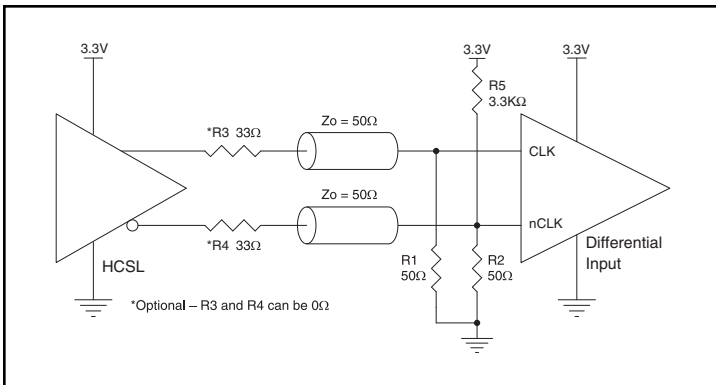 3.3V
3.3V
3.3V
R5
3.3KΩ
*R3 33Ω
Zo = 50Ω
CLK
Zo = 50Ω
nCLK
*R4 33Ω
HCSL
R1
50Ω
R2
50Ω
Differential
Input
*Optional – R3 and R4 can be 0Ω